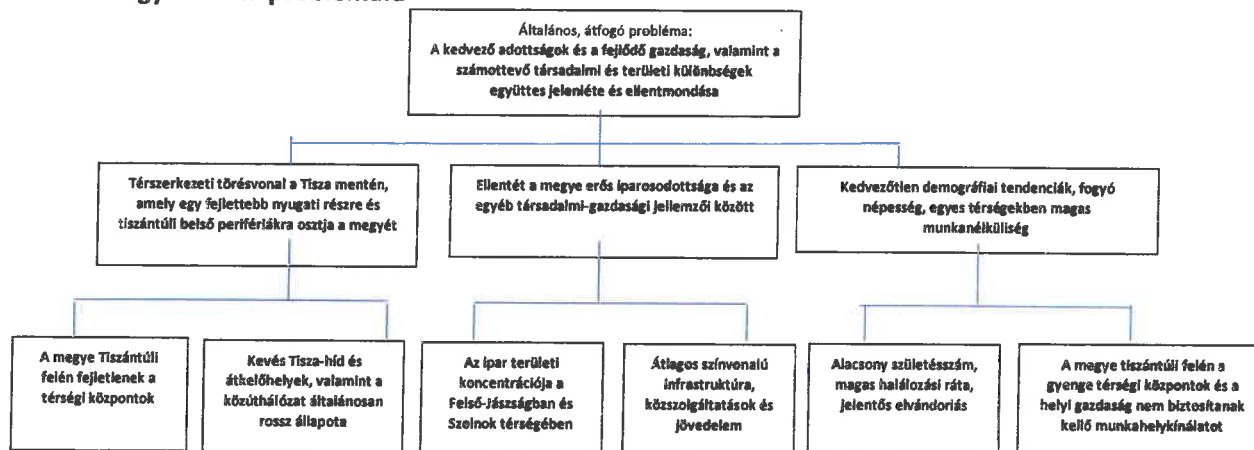 Általános, átfogó probléma:
A kedvező adottságok és a fejlődő gazdaság, valamint a
számottevő társadalmi és területi különbségek
együttes jelenléte és ellentmondása
Térszerkezeti törésvonal a Tisza mentén,
amely egy fejlettebb nyugati részre és
tiszántúli belső perifériákra osztja a megyét
Ellentét a megye erős iparosodottsága és az
egyéb társadalmi-gazdasági jellemzői között
Kedvezőtlen demográfiai tendenciák, fogyó
népesség, egyes térségekben magas
munkanélküliség
A megye Tiszántúli
felén fejletlenek a
térségi központok
Kevés Tisza-híd és
átkelőhelyek, valamint a
közúthálózat általánosan
rossz állapota
Az ipar területi
koncentrációja a
Felső-Jászságban és
Szolnok térségében
Átlagos színvonalú
infrastruktúra,
közszolgáltatások és
jövedelem
Alacsony születésszám,
magas halálozási ráta,
jelentős elvándorlás
A megye tiszántúli felén a
gyenge térségi központok és a
helyi gazdaság nem biztosítanak
kellő munkahelykínálatot